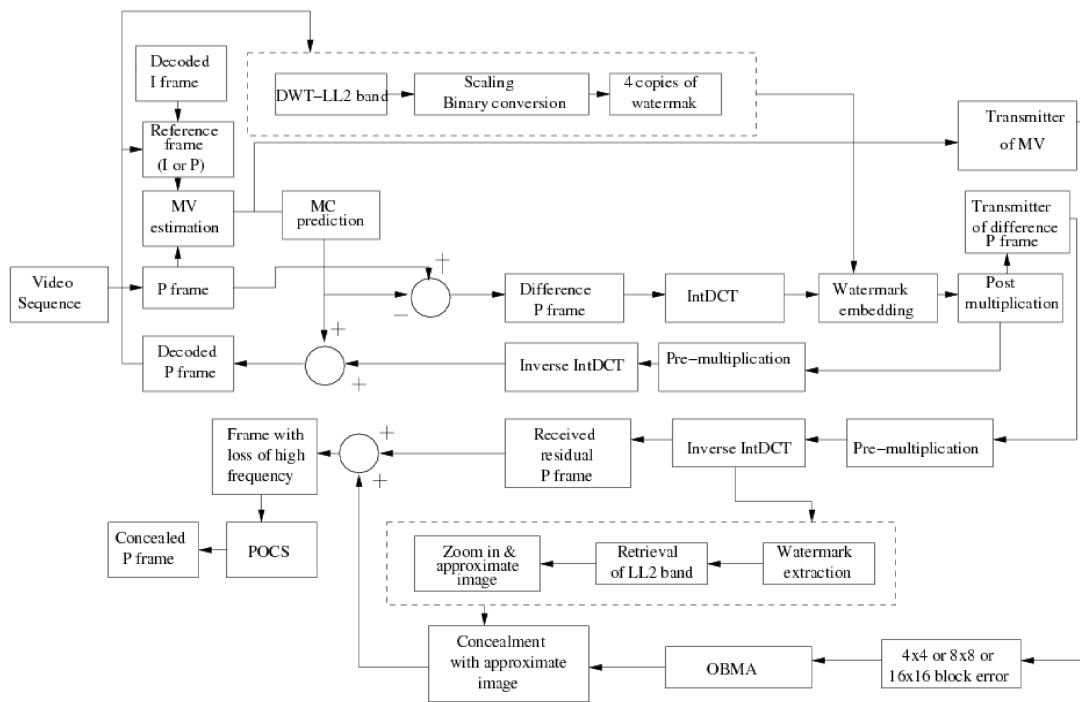 Decoded
I frame
DWT−LL2 band
Scaling
Binary conversion
4 copies of
watermak
Reference
frame
(I or P)
Transmitter
of MV
MV
estimation
MC
prediction
Transmitter
of difference
P frame
Video
Sequence
P frame
+
−
Difference
P frame
IntDCT
Watermark
embedding
Post
multiplication
Decoded
P frame
+
+
Inverse IntDCT
Pre−multiplication
Frame with
loss of high
frequency
+
+
Received
residual
P frame
Inverse IntDCT
Pre−multiplication
Concealed
P frame
POCS
Zoom in &
approximate
image
Retrieval
of LL2 band
Watermark
extraction
Concealment
with approximate
image
OBMA
4x4 or 8x8 or
16x16 block error